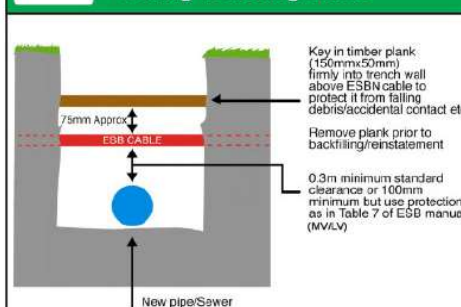 Key in timber plank
(150mmx50mm)
firmly into trench wall
above ESBN cable to
protect it from falling
debris/accidental contact et
75mm Approx
ESB CABLE
Remove plank prior to
backfilling/reinstatement
0.3m minimum standard
clearance or 100mm
minimum but use protection
as in Table 7 of ESB manua
(MV/LV)
New pipe/Sewer